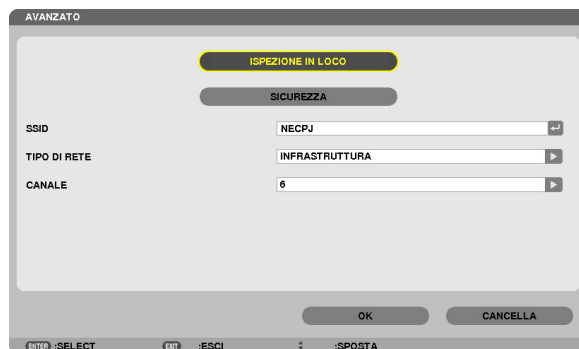 AVANZATO
ISPEZIONE IN LOCO
SICUREZZA
SSID NECPJ
TIPO DI RETE INFRASTRUTTURA
CANALE 6
OK CANCELLA
ENTER :SELECT EXIT :ESCI :SPOSTA